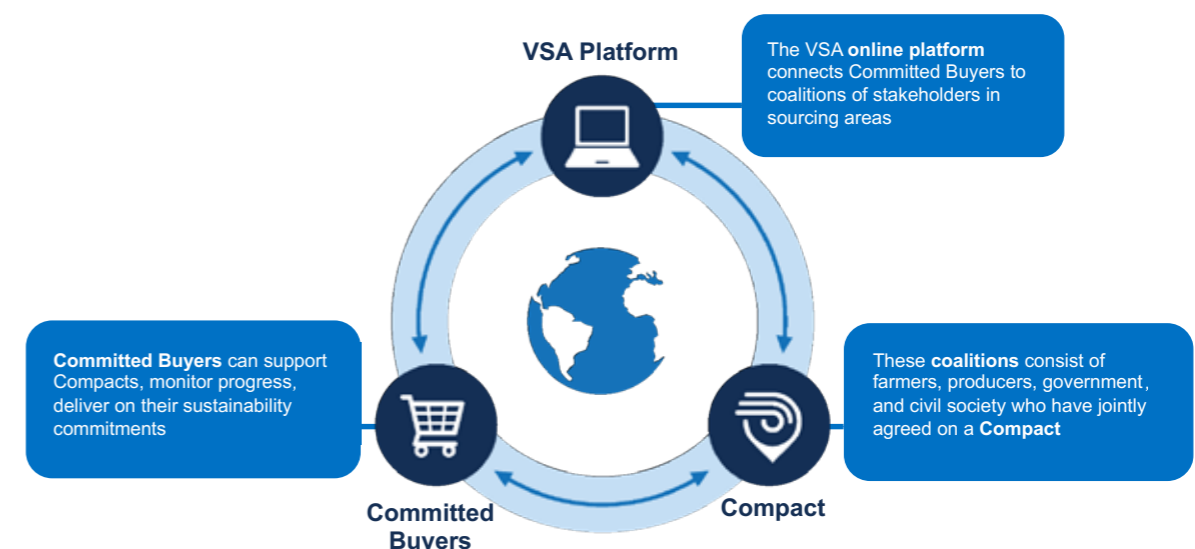 VSA Platform
The VSA online platform
connects Committed Buyers to
coalitions of stakeholders in
sourcing areas
Committed Buyers can support
Compacts, monitor progress,
deliver on their sustainability
commitments
These coalitions consist of
farmers, producers, government,
and civil society who have jointly
agreed on a Compact
Committed
Buyers
Compact